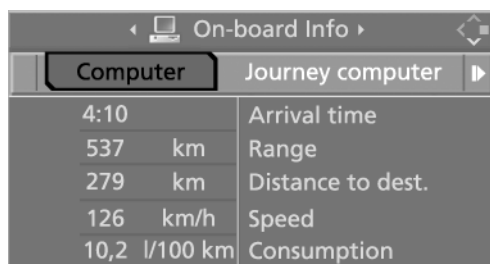 On-board Info
Computer Journey computer
4:10 Arrival time
537 km Range
279 km Distance to dest.
126 km/h Speed
10,2 l/100 km Consumption